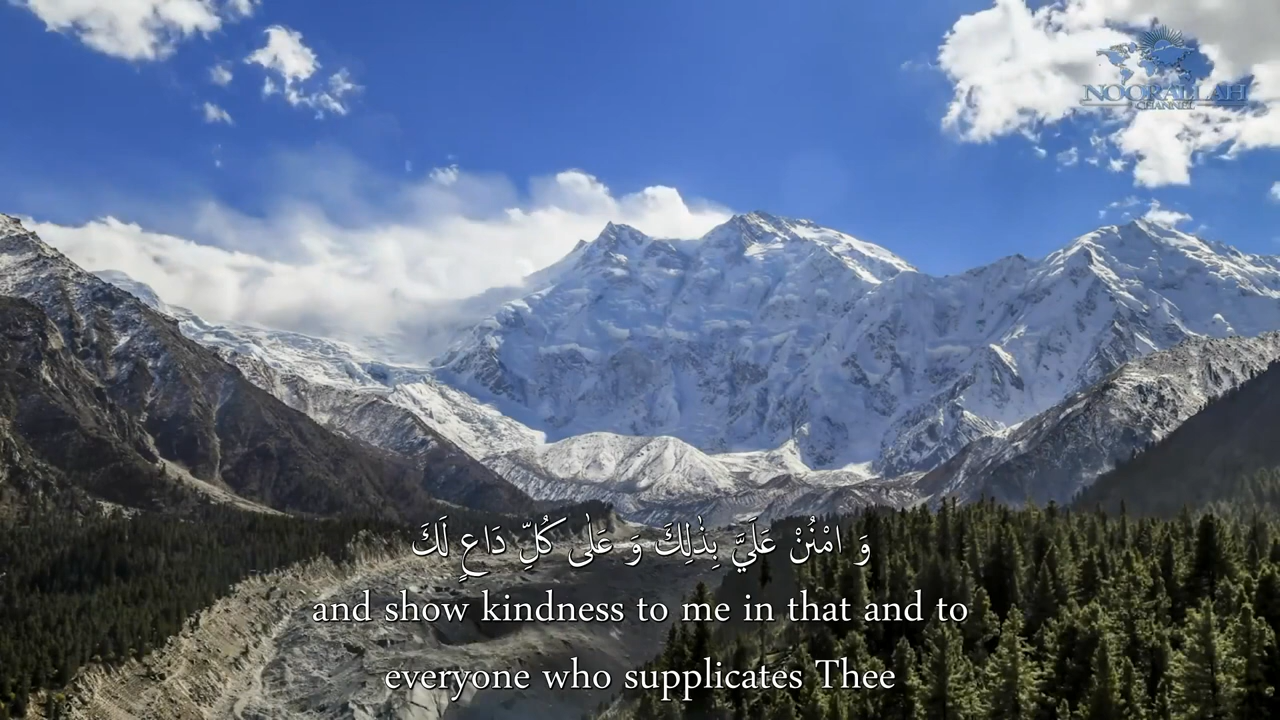 NOORALLAH
CHANNEL
وَ امْنُنْ عَلَيَّ بِذٰلِكَ وَ عَلٰى كُلِّ دَاعٍ لَكَ
and show kindness to me in that and to
everyone who supplicates Thee